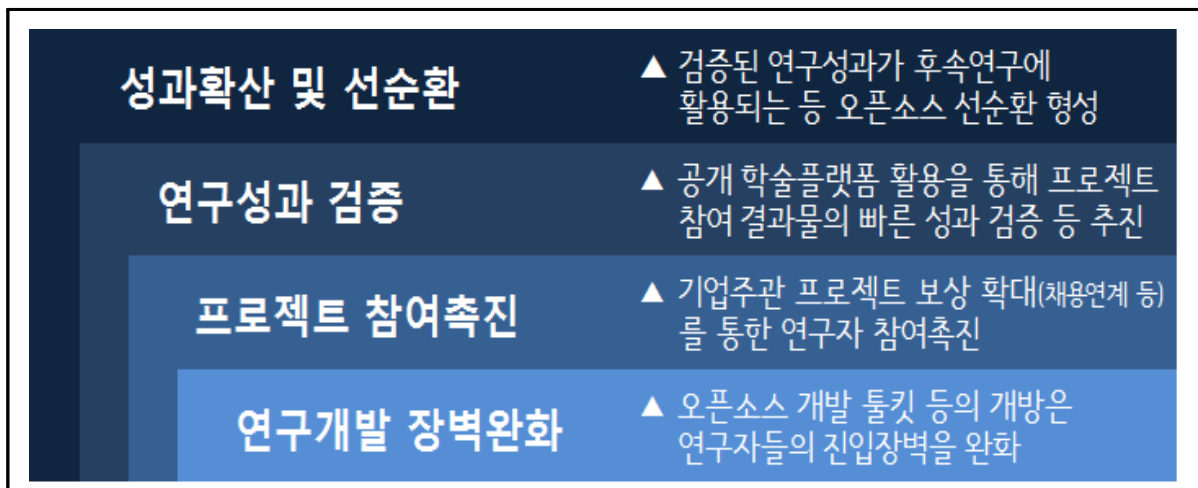 성과확산 및 선순환
▲ 검증된 연구성과가 후속연구에
활용되는 등 오픈소스 선순환 형성
연구성과 검증
▲ 공개 학술플랫폼 활용을 통해 프로젝트
참여 결과물의 빠른 성과 검증 등 추진
프로젝트 참여촉진
▲ 기업주관 프로젝트 보상 확대(채용연계 등)
를 통한 연구자 참여촉진
연구개발 장벽완화
▲ 오픈소스 개발 툴킷 등의 개방은
연구자들의 진입장벽을 완화